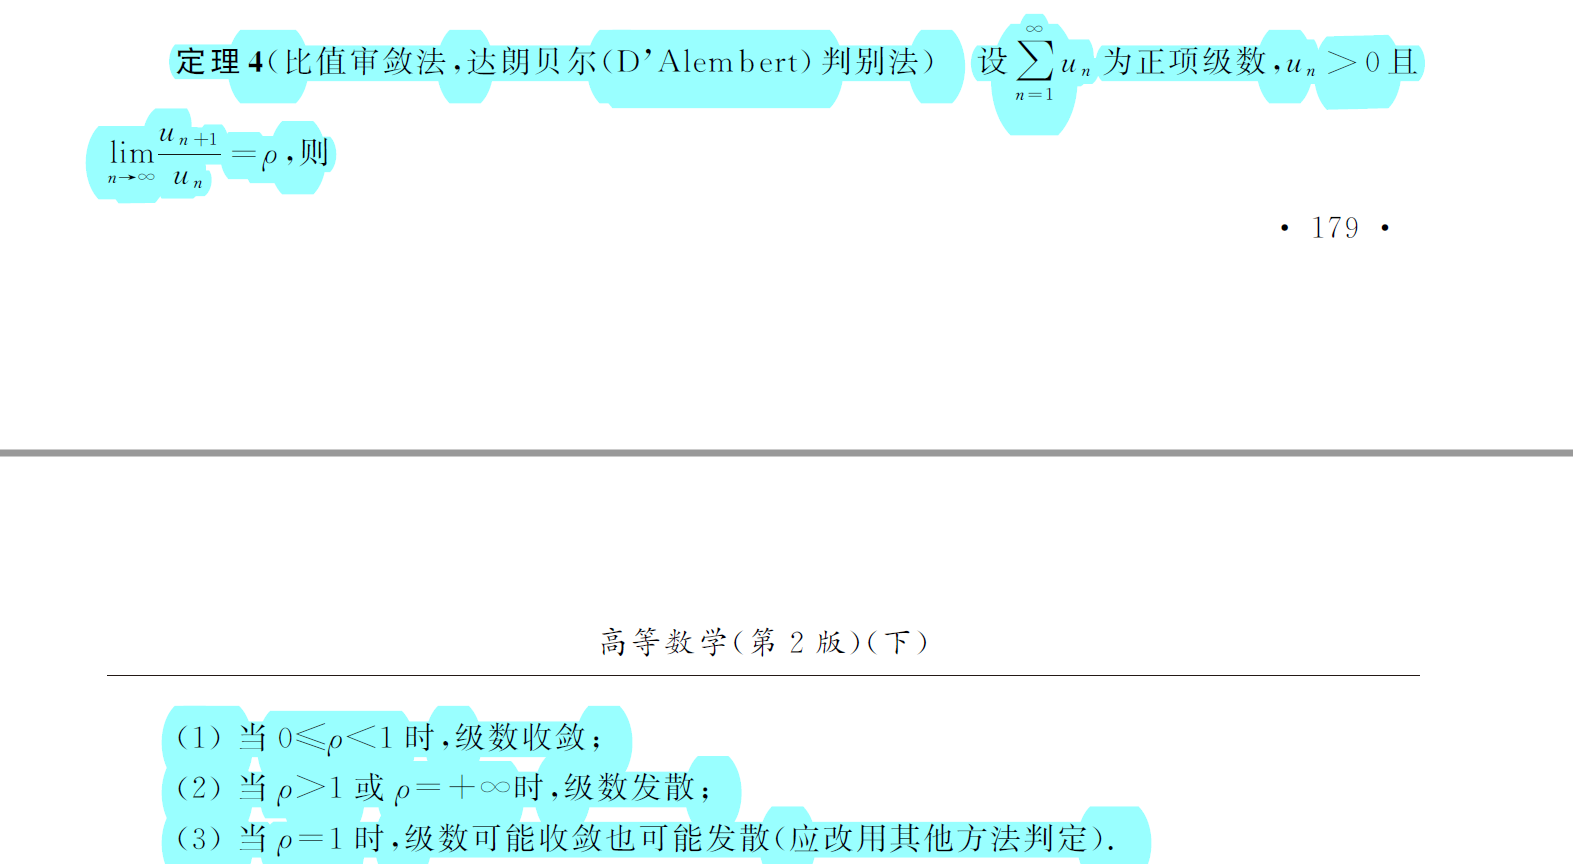 定理4(比值审敛法,达朗贝尔(D’Alembert)判别法) 设 $\sum_{n=1}^{\infty} u_n$ 为正项级数,$u_n > 0$ 且
$\lim_{n\to\infty} \frac{u_{n+1}}{u_n} = \rho$,则
· 179 ·
高等数学(第 2 版)(下)
(1) 当 $0 \leqslant \rho < 1$ 时,级数收敛;
(2) 当 $\rho > 1$ 或 $\rho = +\infty$ 时,级数发散;
(3) 当 $\rho = 1$ 时,级数可能收敛也可能发散(应改用其他方法判定).